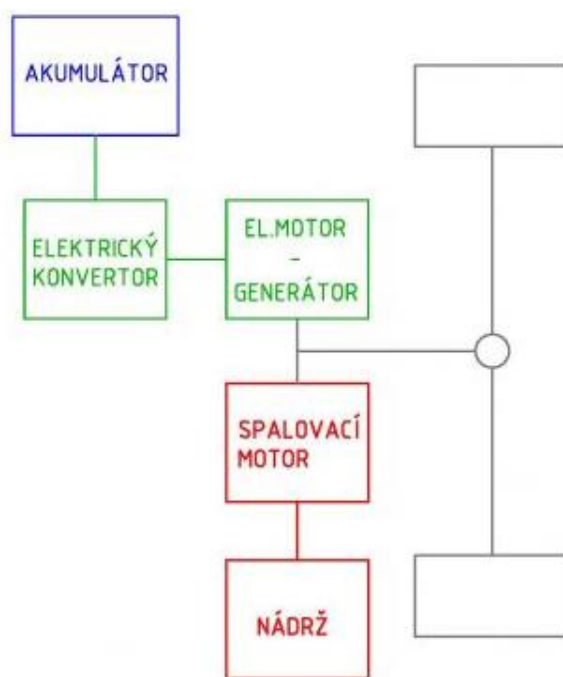 AKUMULÁTOR
ELEKTRICKÝ
KONVERTOR
EL.MOTOR
-
GENERÁTOR
SPALOVACÍ
MOTOR
NÁDRŽ